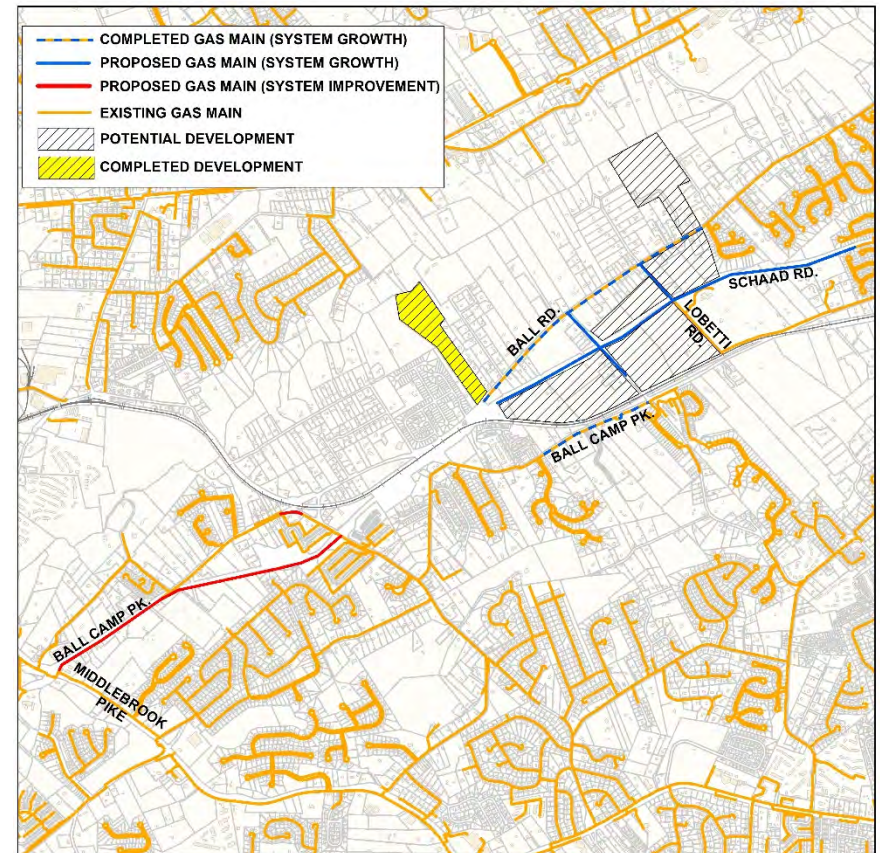 COMPLETED GAS MAIN (SYSTEM GROWTH)
PROPOSED GAS MAIN (SYSTEM GROWTH)
PROPOSED GAS MAIN (SYSTEM IMPROVEMENT)
EXISTING GAS MAIN
POTENTIAL DEVELOPMENT
COMPLETED DEVELOPMENT
SCHAAD RD.
BALL RD.
LOBETTI
RD.
BALL CAMP PK.
BALL CAMP PK.
MIDDLEBROOK
PIKE